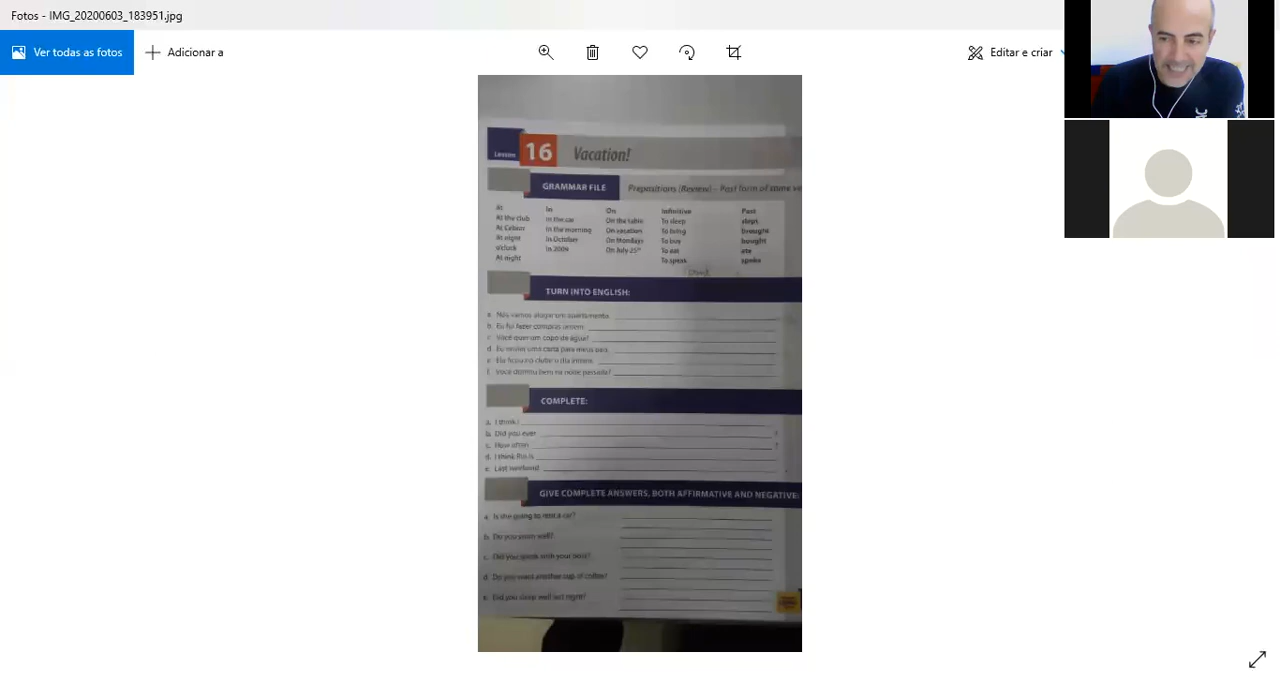 Fotos - IMG_20200603_183951.jpg
Ver todas as fotos
Adicionar a
Editar e criar
Lesson 16 Vacation!
GRAMMAR FILE
Prepositions (Review) - Past form of some
At In On Infinitive Past
At the club In the car On the table To sleep slept
In the morning On vacation To bring brought
At eight In October On Mondays To buy bought
o'clock In 2009 On July 25th To eat ate
At night To speak spoke
TURN INTO ENGLISH:
a. Nós vamos alugar um apartamento.
b. Eu fui fazer compras ontem.
c. Você quer um copo de água?
d. Eu enviei uma carta para meus pais.
e. Ela ficou no clube o dia inteiro.
f. Você dormiu bem na noite passada?
COMPLETE:
a. I think I
b. Did you ever ?
c. How often ?
d. I think Rio is
e. Last weekend .
GIVE COMPLETE ANSWERS, BOTH AFFIRMATIVE AND NEGATIVE:
a. Is she going to rent a car?
b. Do you swim well?
c. Did you speak with your boss?
d. Do you want another cup of coffee?
e. Did you sleep well last night?